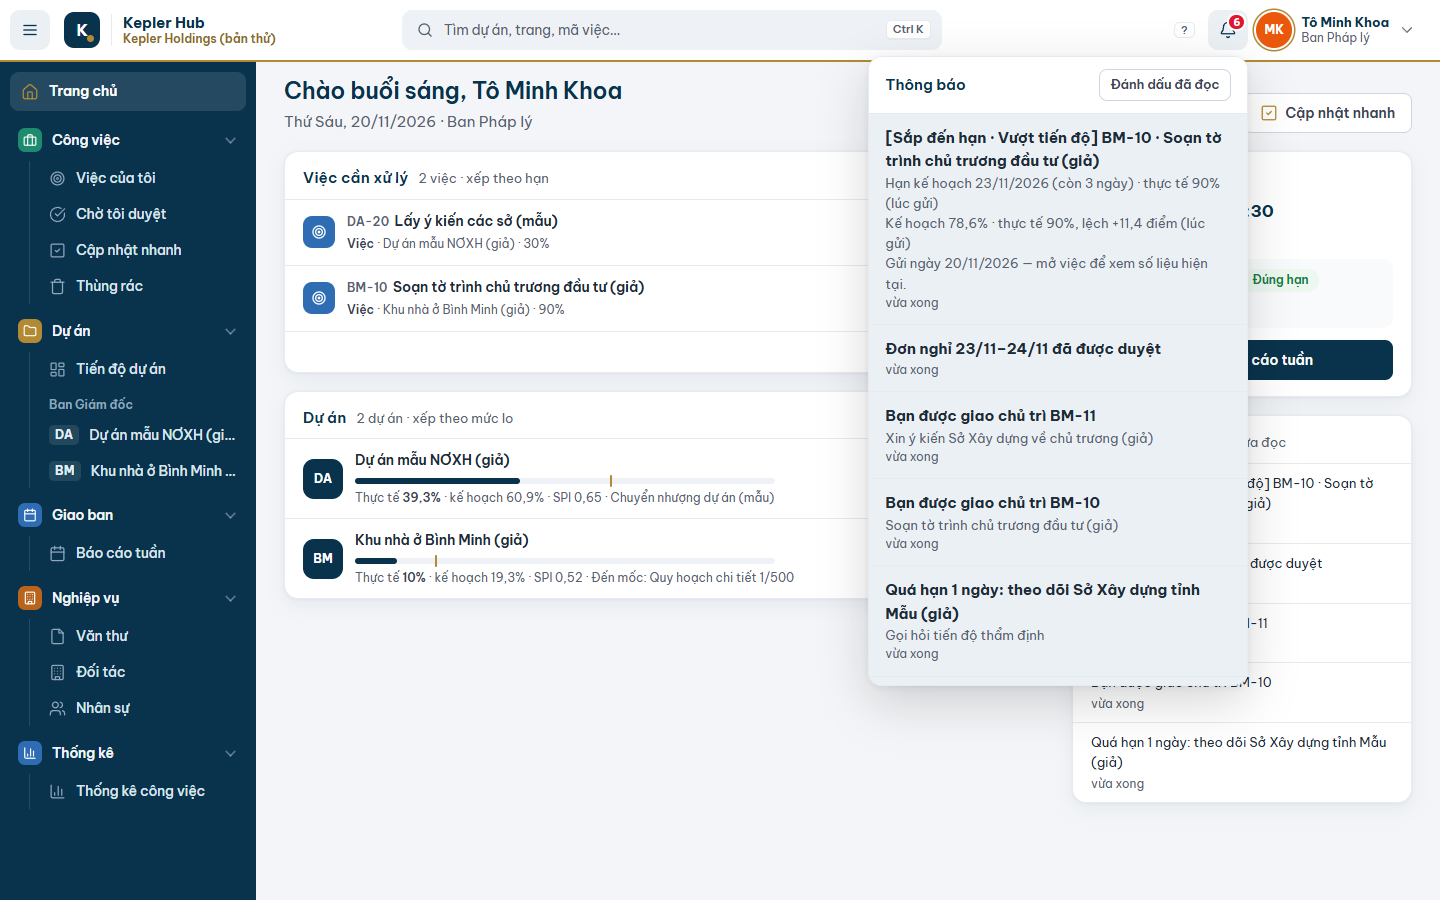 K.
Kepler Hub
Kepler Holdings (bản thử)
Tìm dự án, trang, mã việc...
Ctrl K
?
6
MK
Tô Minh Khoa
Ban Pháp lý
Trang chủ
Công việc
Việc của tôi
Chờ tôi duyệt
Cập nhật nhanh
Thùng rác
Dự án
Tiến độ dự án
Ban Giám đốc
DA Dự án mẫu NƠXH (gi...
BM Khu nhà ở Bình Minh ...
Giao ban
Báo cáo tuần
Nghiệp vụ
Văn thư
Đối tác
Nhân sự
Thống kê
Thống kê công việc
Chào buổi sáng, Tô Minh Khoa
Thứ Sáu, 20/11/2026 · Ban Pháp lý
Việc cần xử lý 2 việc · xếp theo hạn
DA-20 Lấy ý kiến các sở (mẫu)
Việc · Dự án mẫu NƠXH (giả) · 30%
BM-10 Soạn tờ trình chủ trương đầu tư (giả)
Việc · Khu nhà ở Bình Minh (giả) · 90%
Dự án 2 dự án · xếp theo mức lo
DA
Dự án mẫu NƠXH (giả)
Thực tế 39,3% · kế hoạch 60,9% · SPI 0,65 · Chuyển nhượng dự án (mẫu)
BM
Khu nhà ở Bình Minh (giả)
Thực tế 10% · kế hoạch 19,3% · SPI 0,52 · Đến mốc: Quy hoạch chi tiết 1/500
Thông báo
Đánh dấu đã đọc
[Sắp đến hạn · Vượt tiến độ] BM-10 · Soạn tờ
trình chủ trương đầu tư (giả)
Hạn kế hoạch 23/11/2026 (còn 3 ngày) · thực tế 90%
(lúc gửi)
Kế hoạch 78,6% · thực tế 90%, lệch +11,4 điểm (lúc
gửi)
Gửi ngày 20/11/2026 — mở việc để xem số liệu hiện
tại.
vừa xong
Đơn nghỉ 23/11–24/11 đã được duyệt
vừa xong
Bạn được giao chủ trì BM-11
Xin ý kiến Sở Xây dựng về chủ trương (giả)
vừa xong
Bạn được giao chủ trì BM-10
Soạn tờ trình chủ trương đầu tư (giả)
vừa xong
Quá hạn 1 ngày: theo dõi Sở Xây dựng tỉnh
Mẫu (giả)
Gọi hỏi tiến độ thẩm định
vừa xong
Cập nhật nhanh
:30
Đúng hạn
cáo tuần
đọc
độ] BM-10 · Soạn tờ
giả)
được duyệt
-11
BM-10
vừa xong
Quá hạn 1 ngày: theo dõi Sở Xây dựng tỉnh Mẫu
(giả)
vừa xong